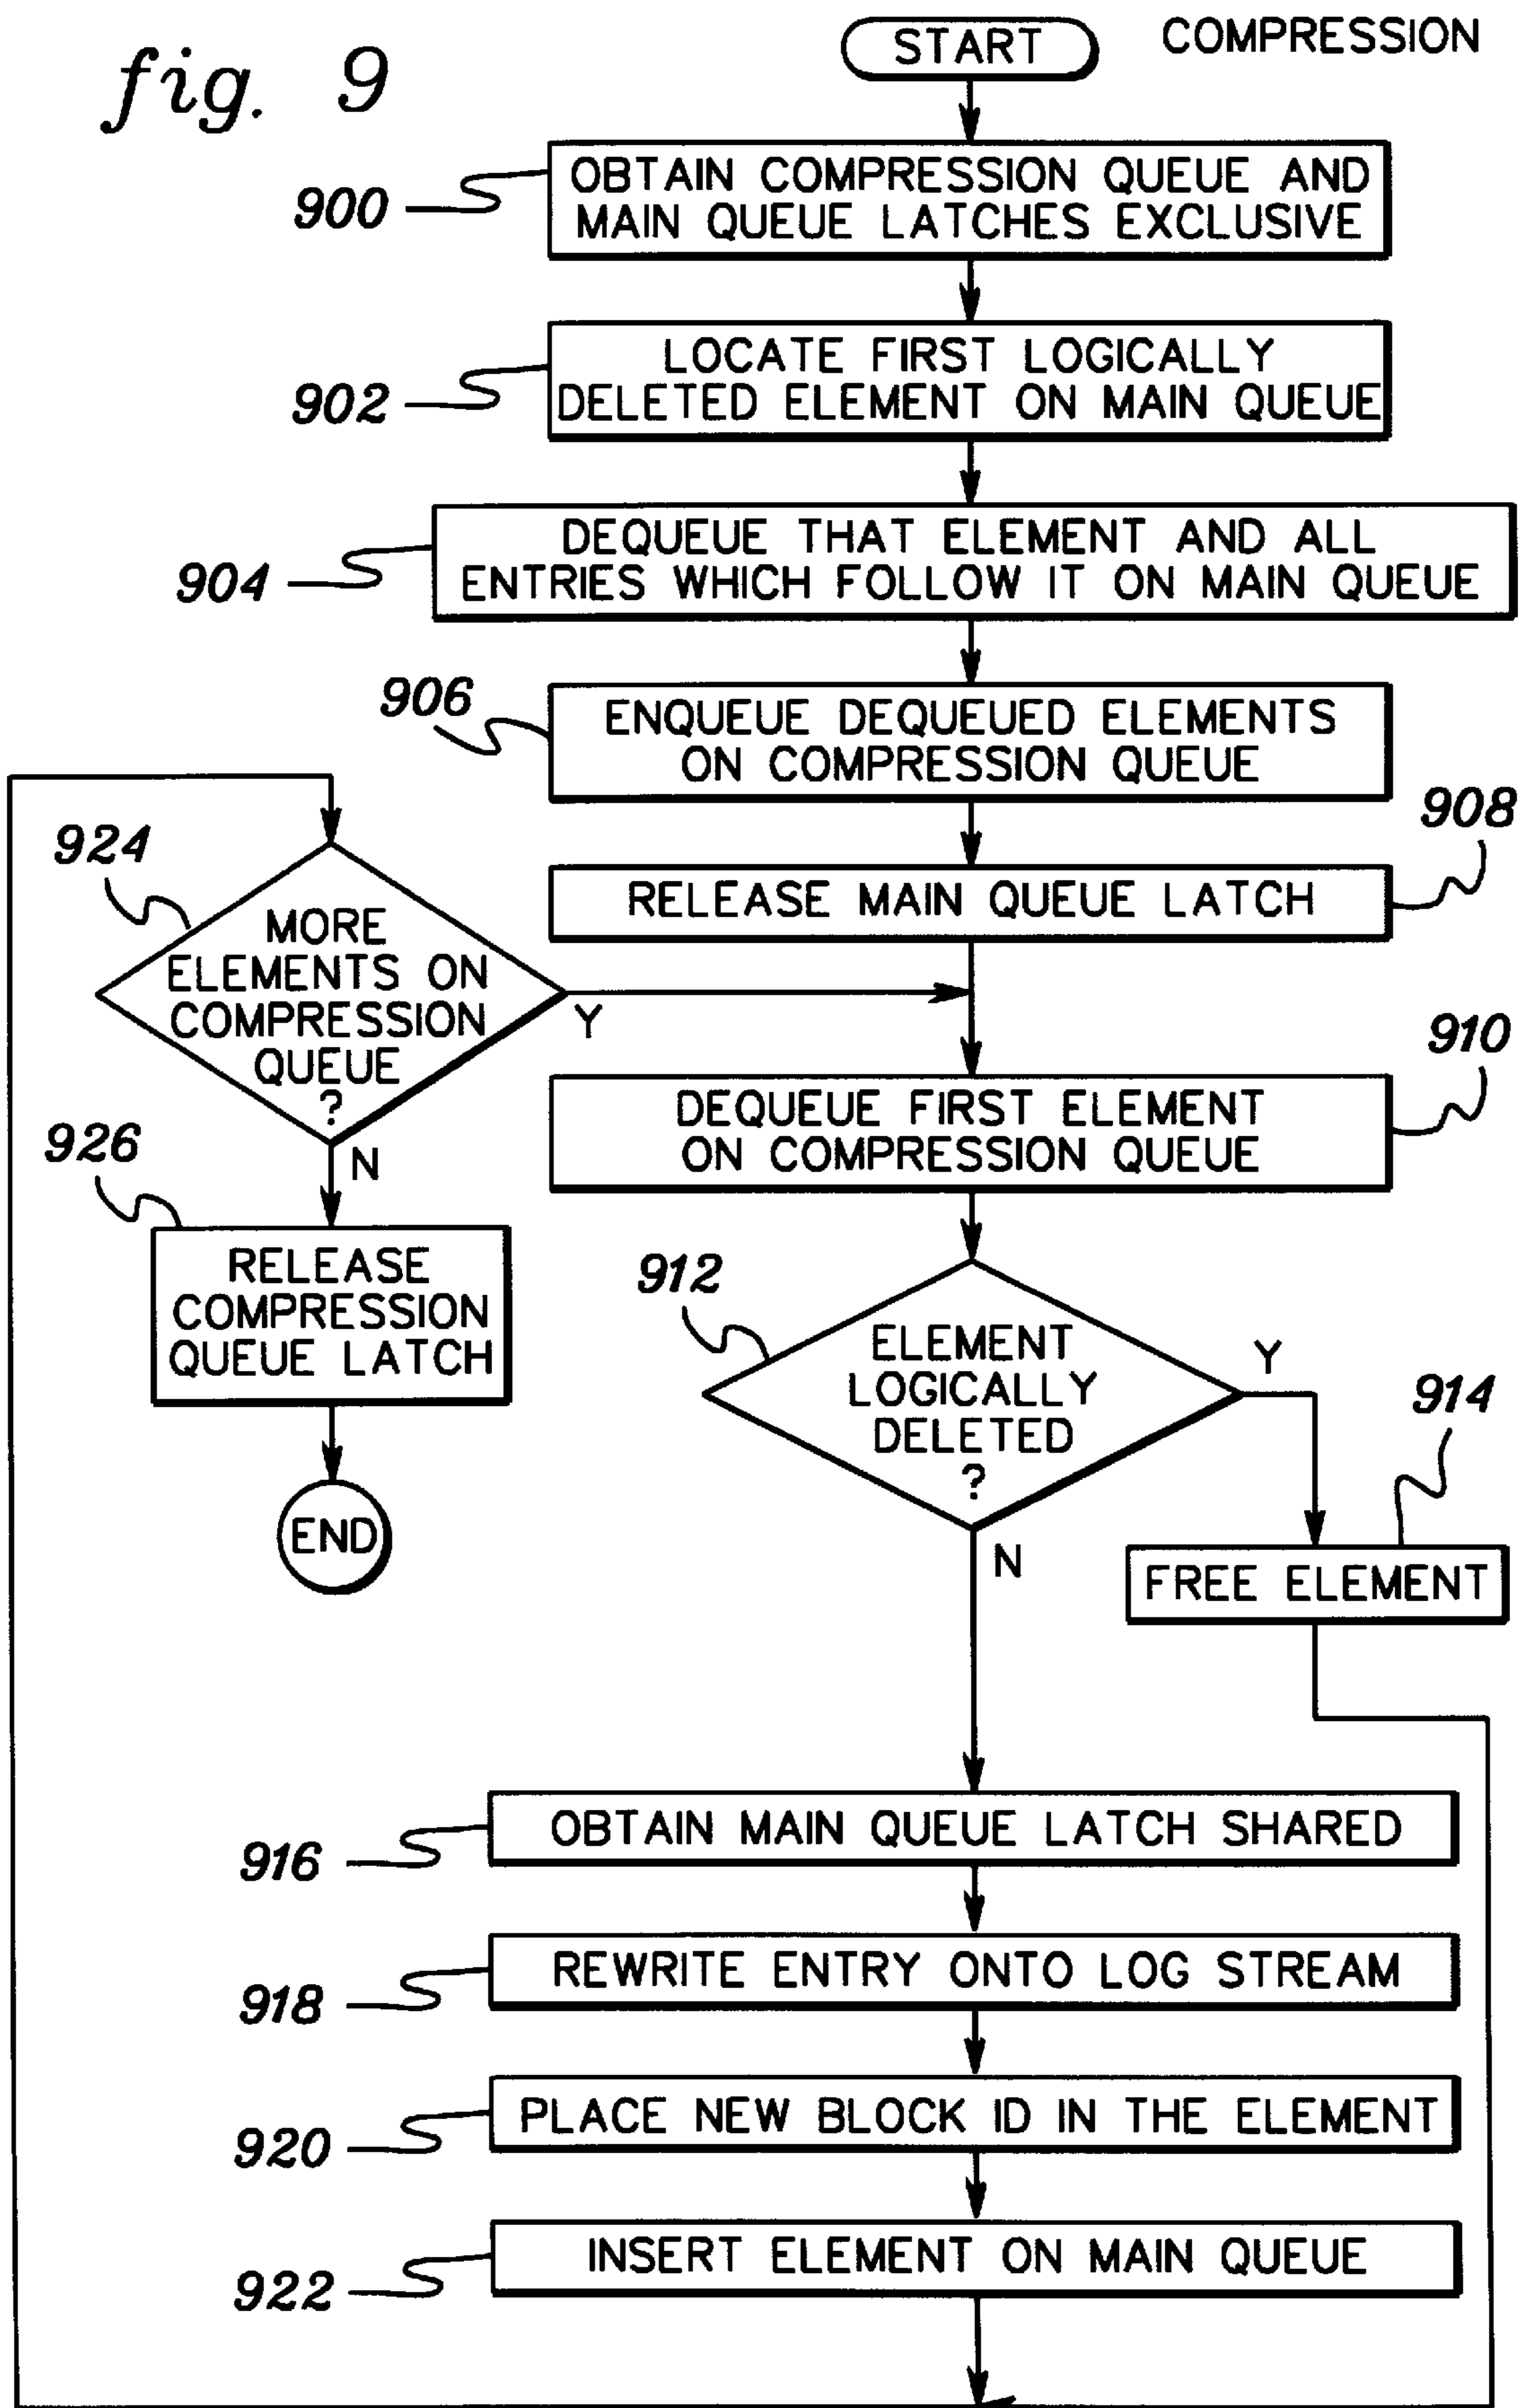 fig. 9
START
COMPRESSION
900
OBTAIN COMPRESSION QUEUE AND
MAIN QUEUE LATCHES EXCLUSIVE
902
LOCATE FIRST LOGICALLY
DELETED ELEMENT ON MAIN QUEUE
904
DEQUEUE THAT ELEMENT AND ALL
ENTRIES WHICH FOLLOW IT ON MAIN QUEUE
906
ENQUEUE DEQUEUED ELEMENTS
ON COMPRESSION QUEUE
908
RELEASE MAIN QUEUE LATCH
924
MORE
ELEMENTS ON
COMPRESSION
QUEUE
?
Y
N
926
RELEASE
COMPRESSION
QUEUE LATCH
END
910
DEQUEUE FIRST ELEMENT
ON COMPRESSION QUEUE
912
ELEMENT
LOGICALLY
DELETED
?
Y
N
914
FREE ELEMENT
916
OBTAIN MAIN QUEUE LATCH SHARED
918
REWRITE ENTRY ONTO LOG STREAM
920
PLACE NEW BLOCK ID IN THE ELEMENT
922
INSERT ELEMENT ON MAIN QUEUE